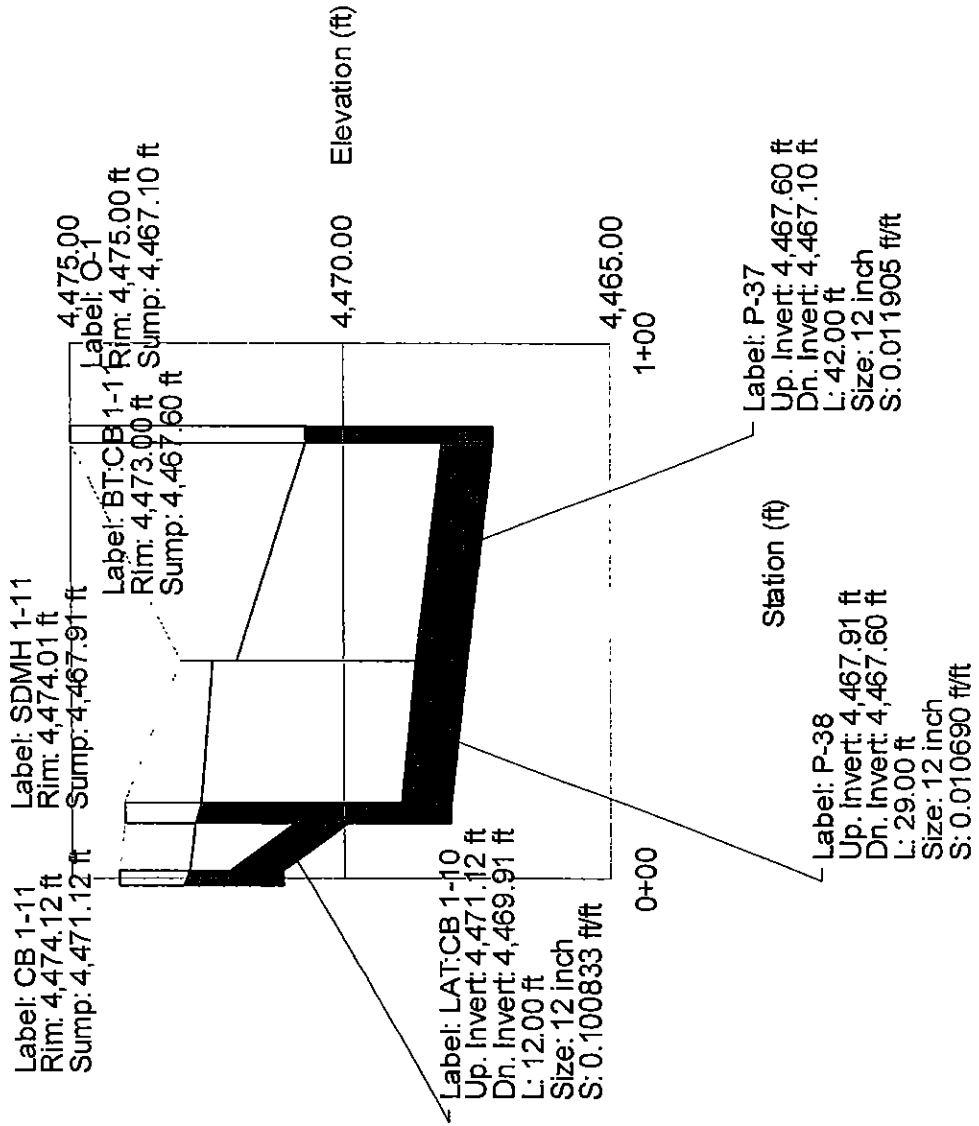 Label: CB 1-11
Rim: 4,474.12 ft
Sump: 4,471.12 ft
Label: SDMH 1-11
Rim: 4,474.01 ft
Sump: 4,467.91 ft
Label: BT:CB 1-11
Rim: 4,473.00 ft
Sump: 4,467.60 ft
Label: O-1
Rim: 4,475.00 ft
Sump: 4,467.10 ft
4,475.00
4,470.00
4,465.00
Elevation (ft)
0+00
1+00
Station (ft)
Label: LAT:CB 1-10
Up. Invert: 4,471.12 ft
Dn. Invert: 4,469.91 ft
L: 12.00 ft
Size: 12 inch
S: 0.100833 ft/ft
Label: P-38
Up. Invert: 4,467.91 ft
Dn. Invert: 4,467.60 ft
L: 29.00 ft
Size: 12 inch
S: 0.010690 ft/ft
Label: P-37
Up. Invert: 4,467.60 ft
Dn. Invert: 4,467.10 ft
L: 42.00 ft
Size: 12 inch
S: 0.011905 ft/ft